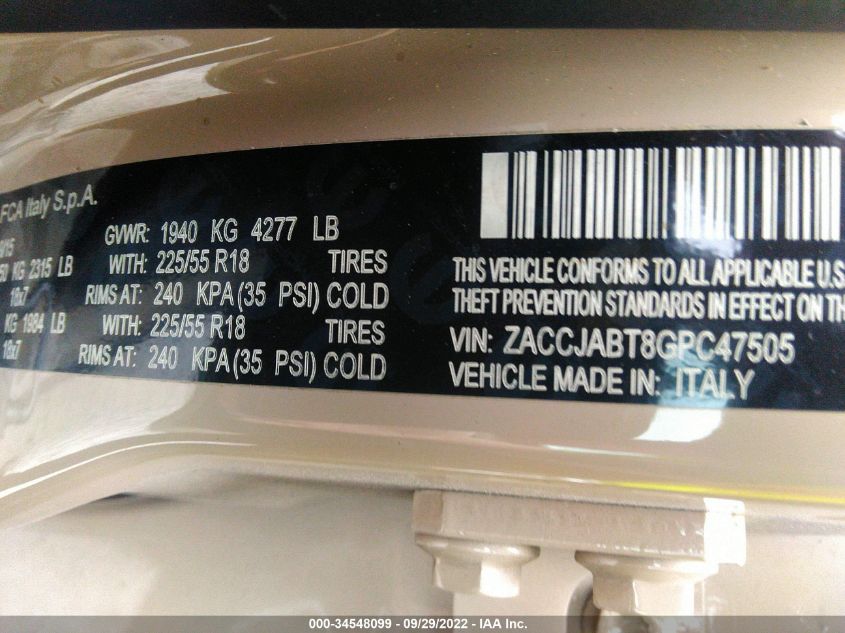 FCA Italy S.p.A.
GVWR: 1940 KG 4277 LB
KG 2315 LB WITH: 225/55 R18 TIRES
18x7 RIMS AT: 240 KPA (35 PSI) COLD
KG 1984 LB WITH: 225/55 R18 TIRES
18x7 RIMS AT: 240 KPA (35 PSI) COLD
THIS VEHICLE CONFORMS TO ALL APPLICABLE U.S
THEFT PREVENTION STANDARDS IN EFFECT ON TH
VIN: ZACCJABT8GPC47505
VEHICLE MADE IN: ITALY
000-34548099 - 09/29/2022 - IAA Inc.